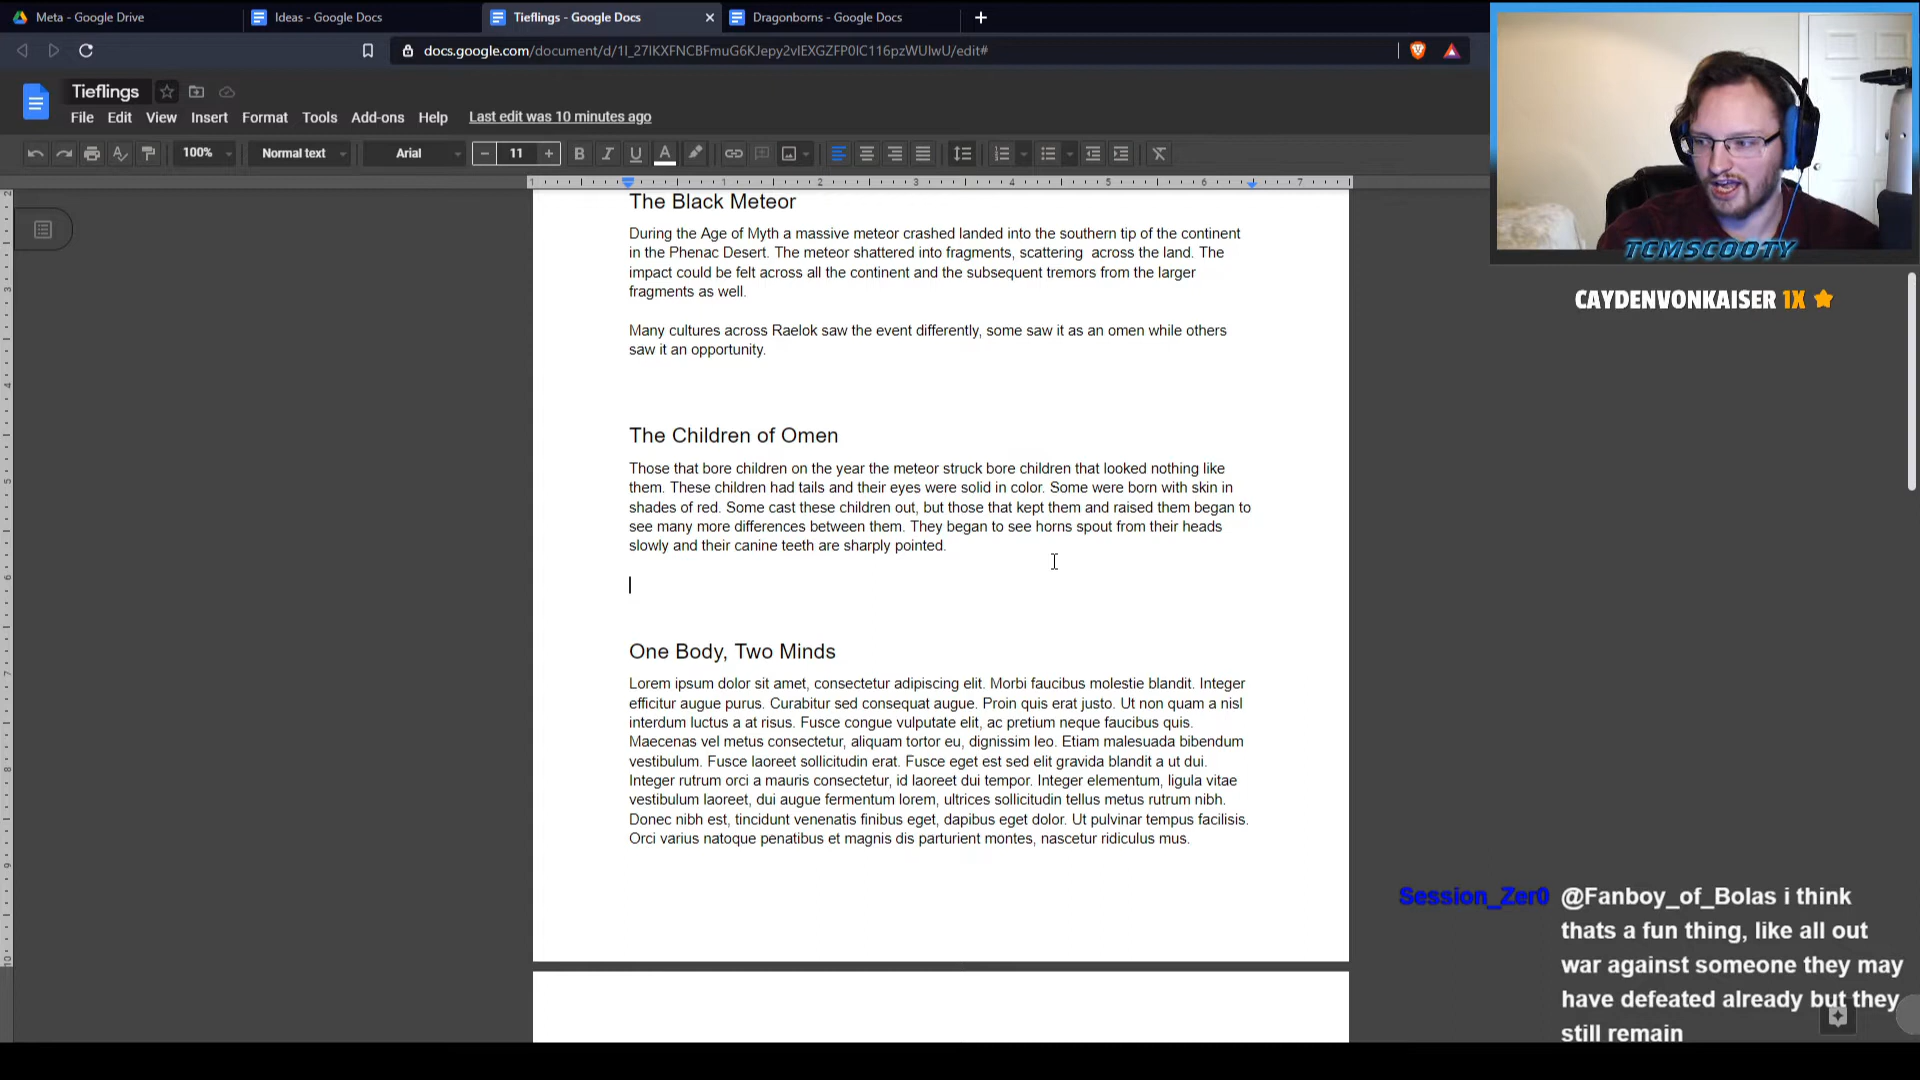 Meta - Google Drive
Ideas - Google Docs
Tieflings - Google Docs
Dragonborns - Google Docs
docs.google.com/document/d/1I_27IKXFNCBFmuG6KJepy2vIEXGZFP0IC116pzWUIwU/edit#
Tieflings
File Edit View Insert Format Tools Add-ons Help Last edit was 10 minutes ago
100% Normal text Arial 11
The Black Meteor
During the Age of Myth a massive meteor crashed landed into the southern tip of the continent
in the Phenac Desert. The meteor shattered into fragments, scattering  across the land. The
impact could be felt across all the continent and the subsequent tremors from the larger
fragments as well.
Many cultures across Raelok saw the event differently, some saw it as an omen while others
saw it an opportunity.
The Children of Omen
Those that bore children on the year the meteor struck bore children that looked nothing like
them. These children had tails and their eyes were solid in color. Some were born with skin in
shades of red. Some cast these children out, but those that kept them and raised them began to
see many more differences between them. They began to see horns spout from their heads
slowly and their canine teeth are sharply pointed.
One Body, Two Minds
Lorem ipsum dolor sit amet, consectetur adipiscing elit. Morbi faucibus molestie blandit. Integer
efficitur augue purus. Curabitur sed consequat augue. Proin quis erat justo. Ut non quam a nisl
interdum luctus a at risus. Fusce congue vulputate elit, ac pretium neque faucibus quis.
Maecenas vel metus consectetur, aliquam tortor eu, dignissim leo. Etiam malesuada bibendum
vestibulum. Fusce laoreet sollicitudin erat. Fusce eget est sed elit gravida blandit a ut dui.
Integer rutrum orci a mauris consectetur, id laoreet dui tempor. Integer elementum, ligula vitae
vestibulum laoreet, dui augue fermentum lorem, ultrices sollicitudin tellus metus rutrum nibh.
Donec nibh est, tincidunt venenatis finibus eget, dapibus eget dolor. Ut pulvinar tempus facilisis.
Orci varius natoque penatibus et magnis dis parturient montes, nascetur ridiculus mus.
TCMSCOOTY
CAYDENVONKAISER 1X
Session_Zer0 @Fanboy_of_Bolas i think
thats a fun thing, like all out
war against someone they may
have defeated already but they
still remain